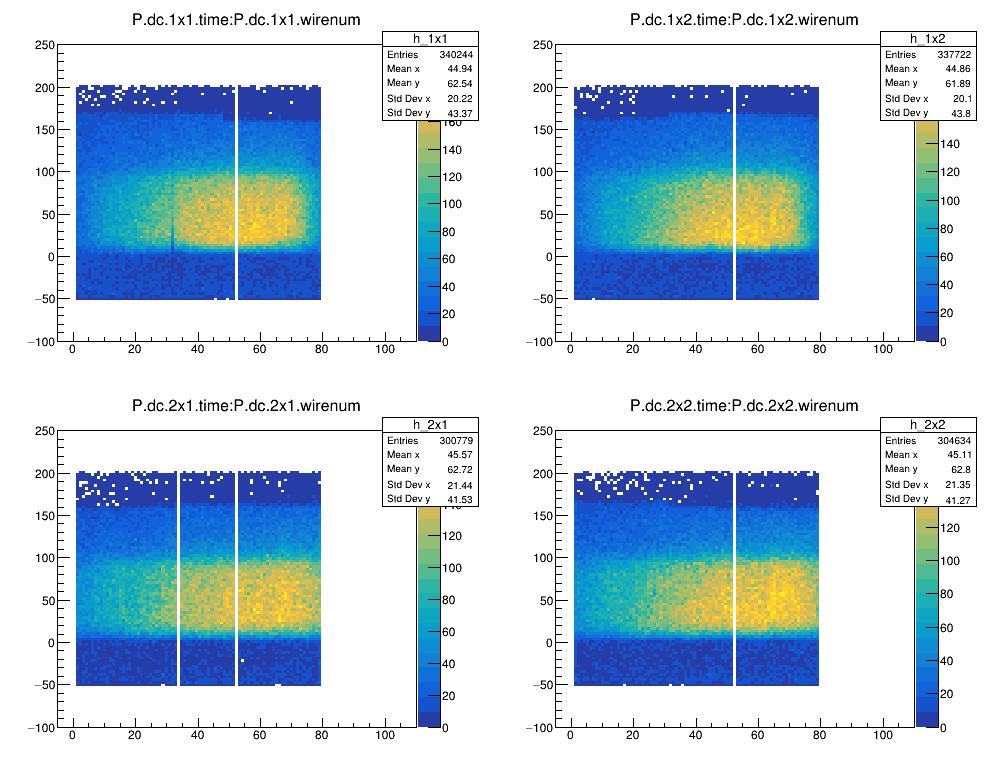 P.dc.1x1.time:P.dc.1x1.wirenum
h_1x1
Entries 340244
Mean x 44.94
Mean y 62.54
Std Dev x 20.22
Std Dev y 43.37
250
200
150
100
50
0
−50
−100
0 20 40 60 80 100
160
140
120
100
80
60
40
20
0
P.dc.1x2.time:P.dc.1x2.wirenum
h_1x2
Entries 337722
Mean x 44.86
Mean y 61.89
Std Dev x 20.1
Std Dev y 43.8
250
200
150
100
50
0
−50
−100
0 20 40 60 80 100
140
120
100
80
60
40
20
0
P.dc.2x1.time:P.dc.2x1.wirenum
h_2x1
Entries 300779
Mean x 45.57
Mean y 62.72
Std Dev x 21.44
Std Dev y 41.53
250
200
150
100
50
0
−50
−100
0 20 40 60 80 100
140
120
100
80
60
40
20
0
P.dc.2x2.time:P.dc.2x2.wirenum
h_2x2
Entries 304634
Mean x 45.11
Mean y 62.8
Std Dev x 21.35
Std Dev y 41.27
250
200
150
100
50
0
−50
−100
0 20 40 60 80 100
120
100
80
60
40
20
0